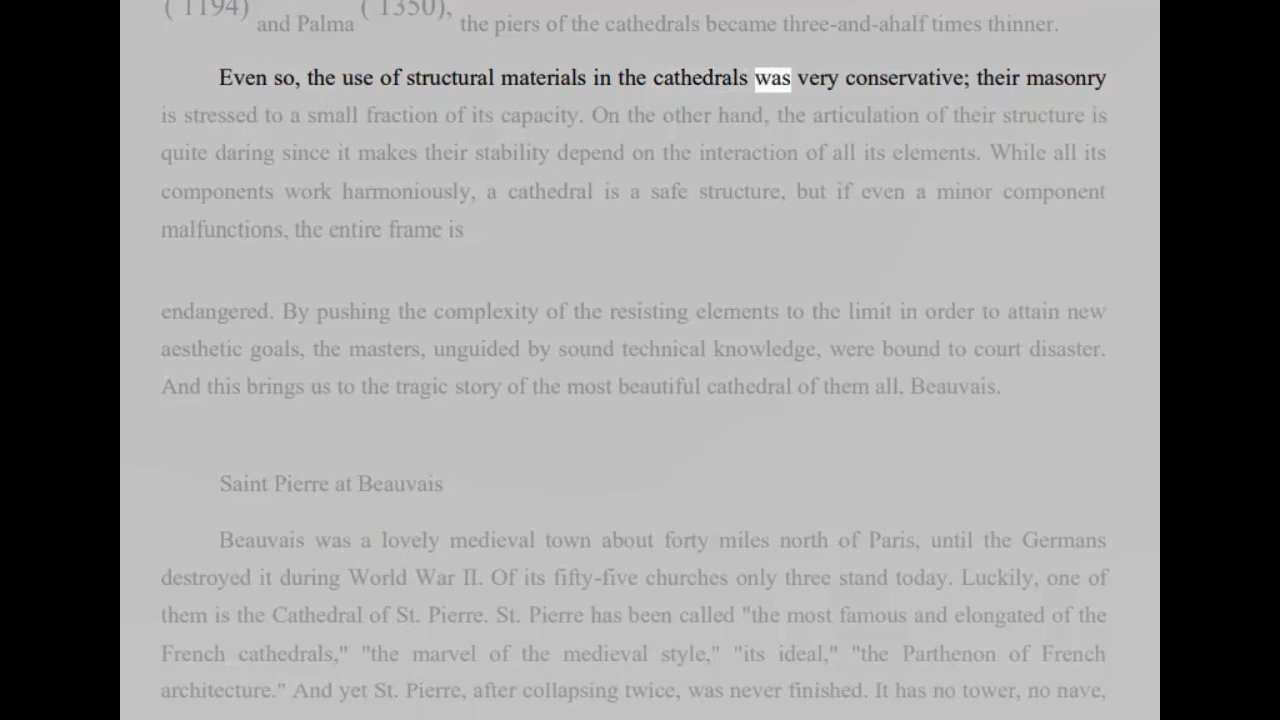 ( 1194) and Palma ( 1350), the piers of the cathedrals became three-and-ahalf times thinner.
Even so, the use of structural materials in the cathedrals was very conservative; their masonry
is stressed to a small fraction of its capacity. On the other hand, the articulation of their structure is
quite daring since it makes their stability depend on the interaction of all its elements. While all its
components work harmoniously, a cathedral is a safe structure, but if even a minor component
malfunctions, the entire frame is
endangered. By pushing the complexity of the resisting elements to the limit in order to attain new
aesthetic goals, the masters, unguided by sound technical knowledge, were bound to court disaster.
And this brings us to the tragic story of the most beautiful cathedral of them all, Beauvais.
Saint Pierre at Beauvais
Beauvais was a lovely medieval town about forty miles north of Paris, until the Germans
destroyed it during World War II. Of its fifty-five churches only three stand today. Luckily, one of
them is the Cathedral of St. Pierre. St. Pierre has been called "the most famous and elongated of the
French cathedrals," "the marvel of the medieval style," "its ideal," "the Parthenon of French
architecture." And yet St. Pierre, after collapsing twice, was never finished. It has no tower, no nave,